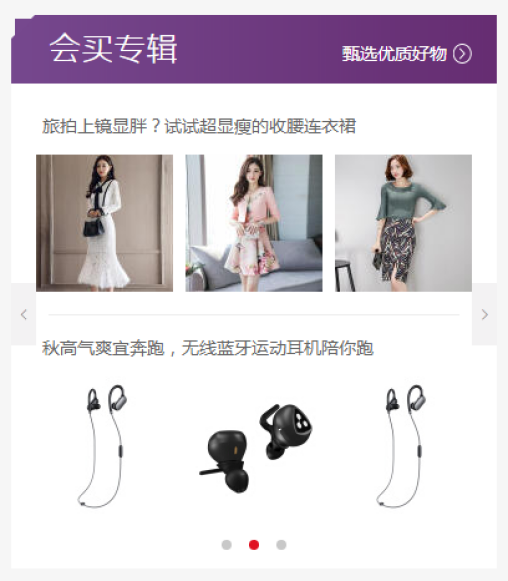 会买专辑
甄选优质好物
旅拍上镜显胖？试试超显瘦的收腰连衣裙
秋高气爽宜奔跑，无线蓝牙运动耳机陪你跑